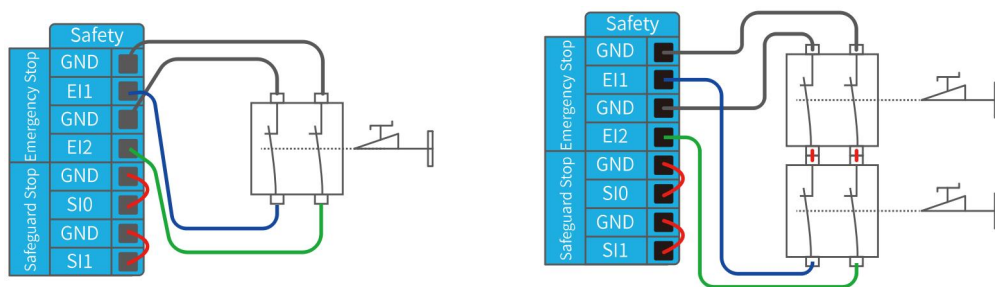 Safety
Emergency Stop
GND
EI1
GND
EI2
Safeguard Stop
GND
SI0
GND
SI1
Safety
Emergency Stop
GND
EI1
GND
EI2
Safeguard Stop
GND
SI0
GND
SI1